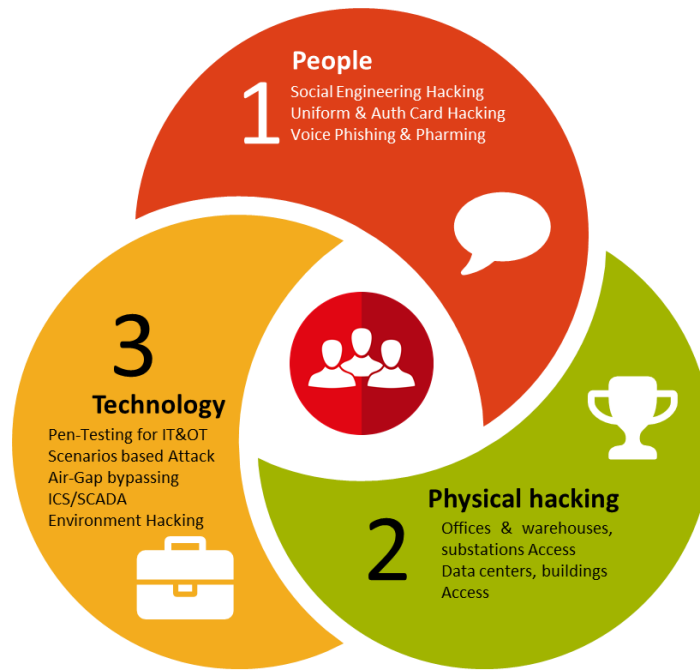 People
1
Social Engineering Hacking
Uniform & Auth Card Hacking
Voice Phishing & Pharming
2
Physical hacking
Offices & warehouses,
substations Access
Data centers, buildings
Access
3
Technology
Pen-Testing for IT&OT
Scenarios based Attack
Air-Gap bypassing
ICS/SCADA
Environment Hacking